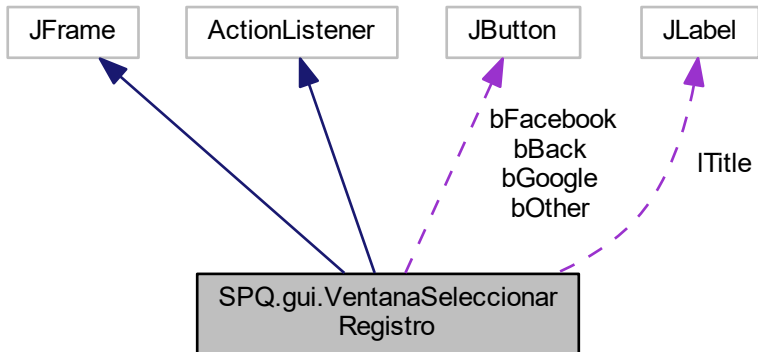 JFrame
ActionListener
JButton
JLabel
bFacebook
bBack
bGoogle
bOther
lTitle
SPQ.gui.VentanaSeleccionar
Registro